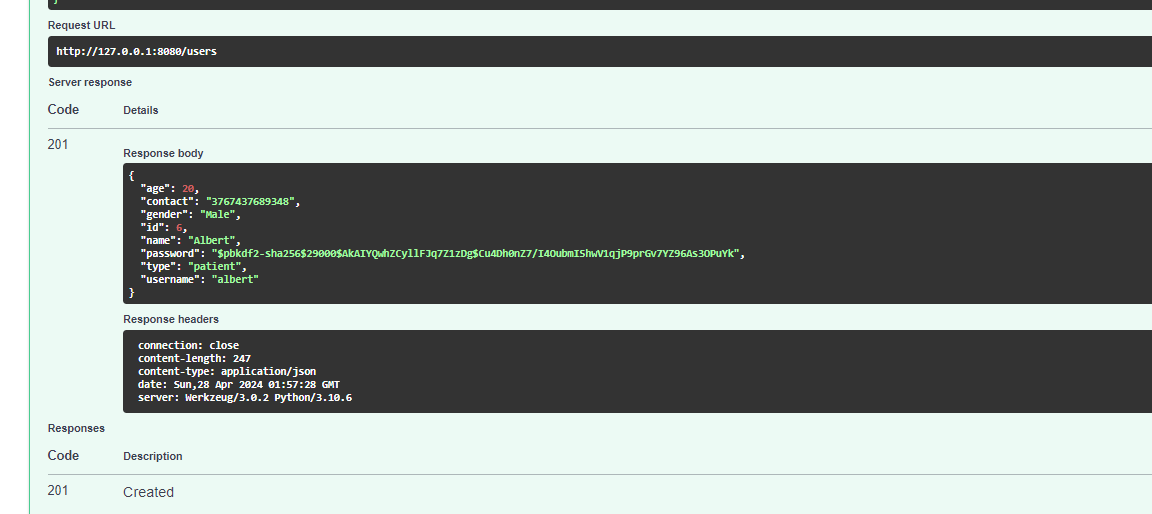 }
Request URL
http://127.0.0.1:8080/users
Server response
Code Details
201
Response body
{
"age": 20,
"contact": "3767437689348",
"gender": "Male",
"id": 6,
"name": "Albert",
"password": "$pbkdf2-sha256$29000$AkAIYQwhZCyllFJq7Z1zDg$Cu4Dh0nZ7/I4OubmI5hwV1qjP9prGv7YZ96As3OPuYk",
"type": "patient",
"username": "albert"
}
Response headers
connection: close
content-length: 247
content-type: application/json
date: Sun,28 Apr 2024 01:57:28 GMT
server: Werkzeug/3.0.2 Python/3.10.6
Responses
Code Description
201 Created